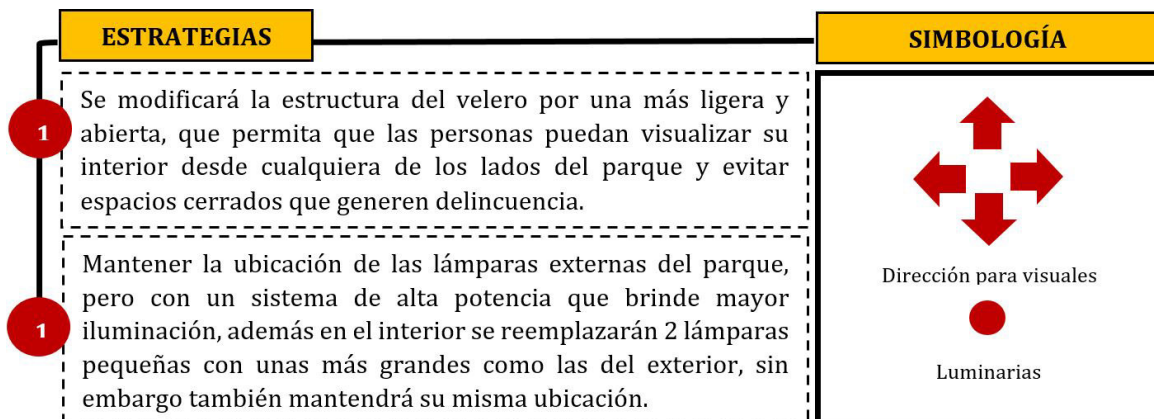 ESTRATEGIAS
1
Se modificará la estructura del velero por una más ligera y
abierta, que permita que las personas puedan visualizar su
interior desde cualquiera de los lados del parque y evitar
espacios cerrados que generen delincuencia.
1
Mantener la ubicación de las lámparas externas del parque,
pero con un sistema de alta potencia que brinde mayor
iluminación, además en el interior se reemplazarán 2 lámparas
pequeñas con unas más grandes como las del exterior, sin
embargo también mantendrá su misma ubicación.
SIMBOLOGÍA
Dirección para visuales
Luminarias